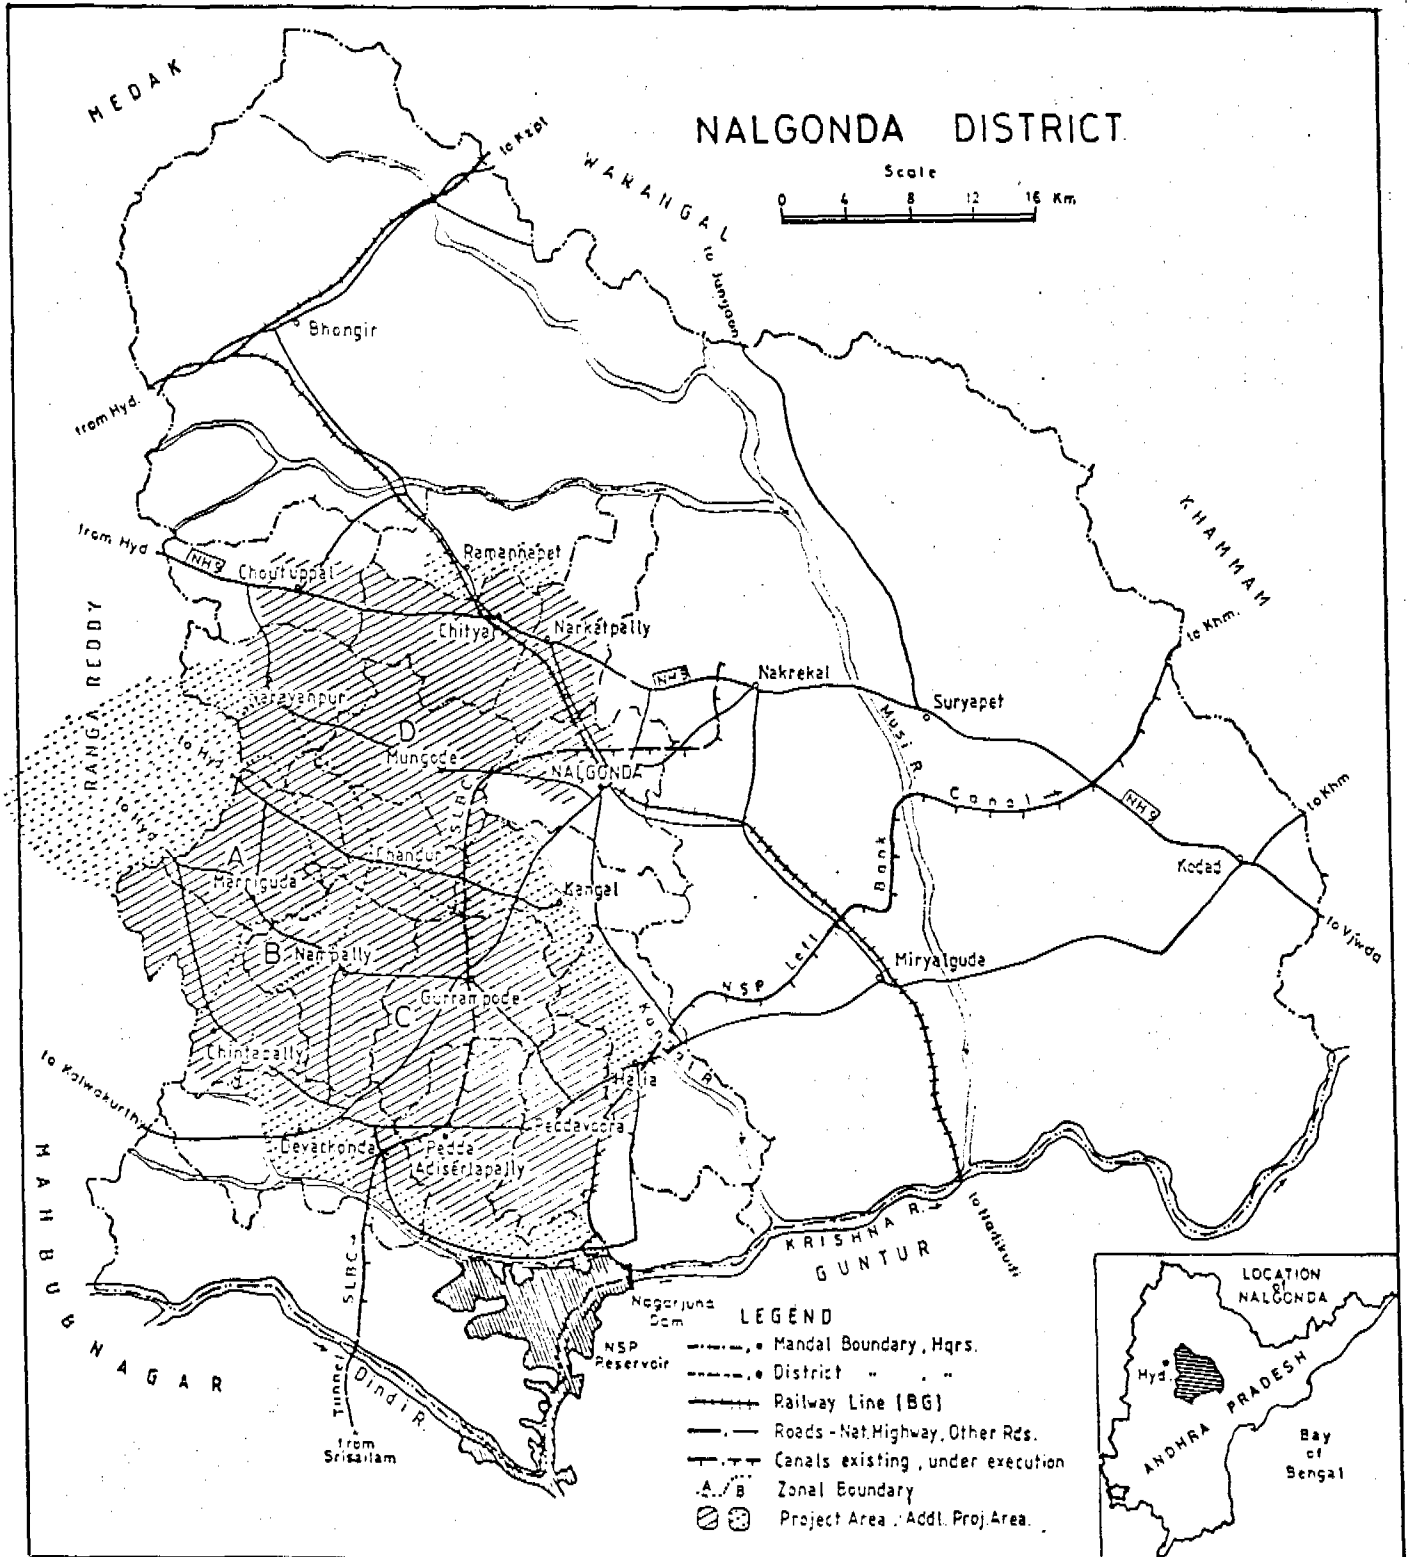 MEDAK
to Kzpt
NALGONDA DISTRICT
WARANGAL
Scale
0 4 8 12 16 Km
to Jangaon
Bhongir
from Hyd.
KHAMMAM
from Hyd
NH9
Choutuppal
Ramannapet
to Khm.
RANGA REDDY
Chityal
Narkatpally
NH9
Nakrekal
Suryapet
Narayanpur
D
Musi R.
to Hyd
Mungode
NALGONDA
SLBC
Canal
NH9
to Khm
to Hyd
A
Marriguda
Chandur
Kangal
Bank
Kodad
to Vjwda
B
Nampally
Left
NSP
Miryalguda
C
Gurrampode
Kangal R.
Chintapally
Halia
to Kalwakurthy
Peddavoora
Devarkonda
Pedda
Adiserlapally
MAHBUBNAGAR
SLBC
KRISHNA R.
GUNTUR
to Nadikudi
Nagarjuna
Dam
NSP
Reservoir
Tunnel
Dindi R.
from
Srisailam
LEGEND
Mandal Boundary, Hqrs.
District " . "
Railway Line (BG)
Roads - Nat. Highway, Other Rds.
Canals existing, under execution
A B Zonal Boundary
Project Area. Addl. Proj. Area.
LOCATION
of
NALGONDA
Hyd.
ANDHRA PRADESH
Bay
of
Bengal